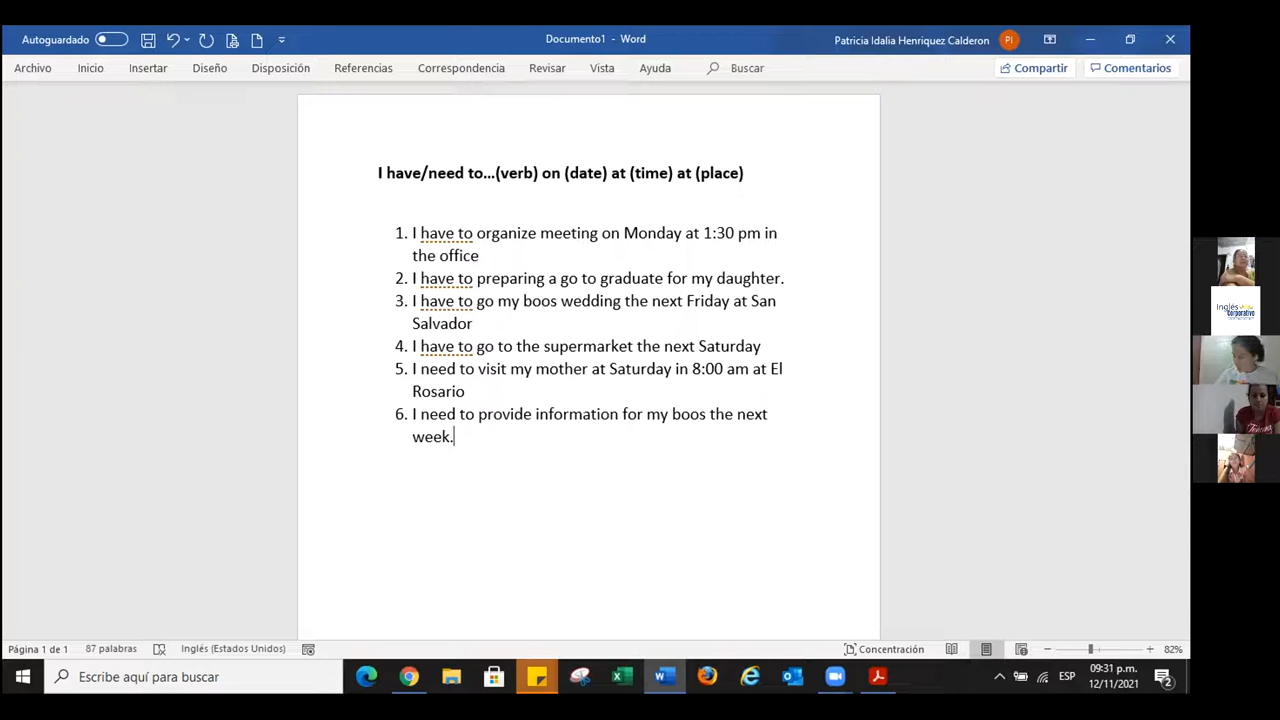 Autoguardado
Documento1 - Word
Patricia Idalia Henriquez Calderon
PI
Archivo Inicio Insertar Diseño Disposición Referencias Correspondencia Revisar Vista Ayuda Buscar
Compartir Comentarios
I have/need to...(verb) on (date) at (time) at (place)
1. I have to organize meeting on Monday at 1:30 pm in
the office
2. I have to preparing a go to graduate for my daughter.
3. I have to go my boos wedding the next Friday at San
Salvador
4. I have to go to the supermarket the next Saturday
5. I need to visit my mother at Saturday in 8:00 am at El
Rosario
6. I need to provide information for my boos the next
week.
Inglés
Corporativo
Página 1 de 1 87 palabras Inglés (Estados Unidos)
Concentración
82%
Escribe aquí para buscar
ESP
09:31 p.m.
12/11/2021
2